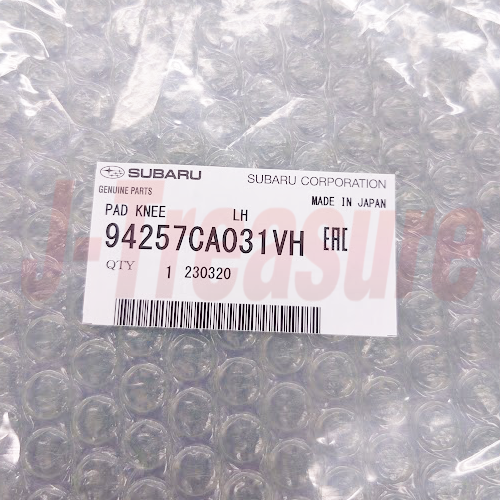 SUBARU
SUBARU CORPORATION
GENUINE PARTS
MADE IN JAPAN
PAD KNEE LH
94257CA031VH EAC
QTY 1 230320
J-Treasure